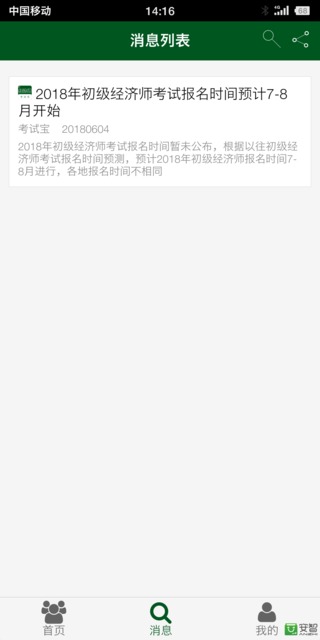 中国移动
14:16
68
消息列表
2018年初级经济师考试报名时间预计7-8
月开始
考试宝 20180604
2018年初级经济师考试报名时间暂未公布，根据以往初级经
济师考试报名时间预测，预计2018年初级经济师报名时间7-
8月进行，各地报名时间不相同
首页
消息
我的
安智